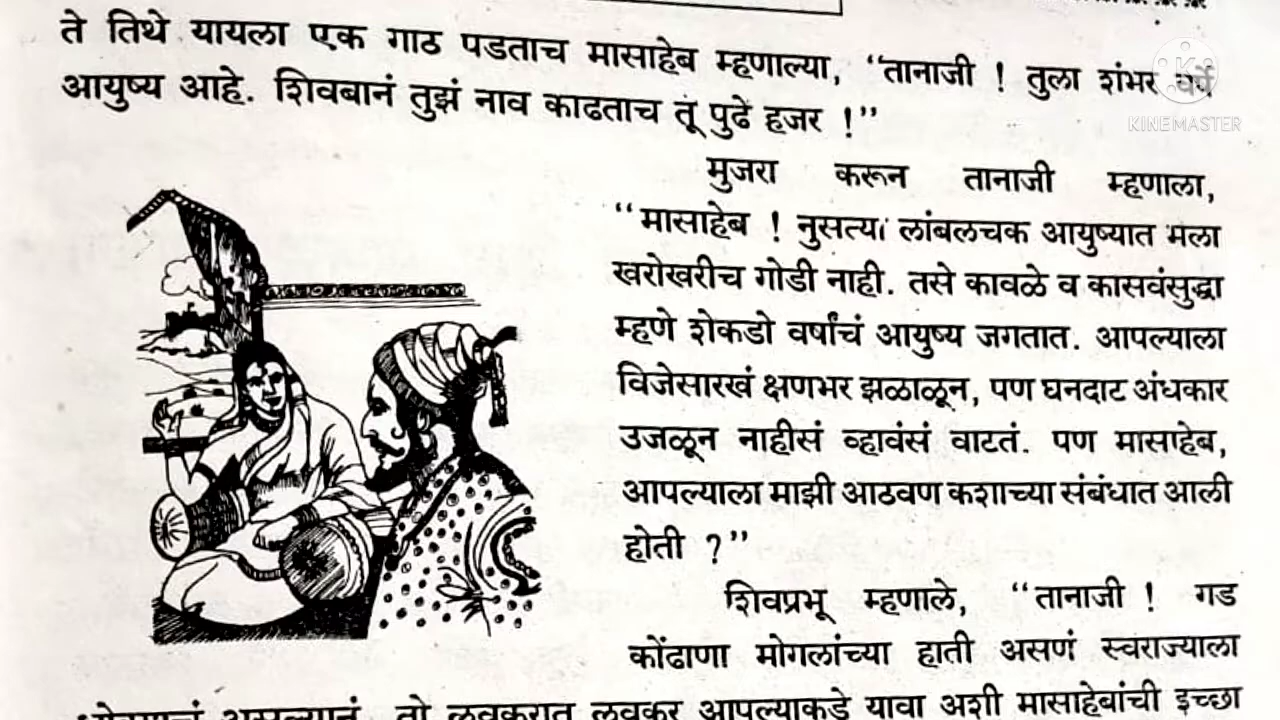 ते तिथे यायला एक गाठ पडताच मासाहेब म्हणाल्या, “तानाजी ! तुला शंभर वर्षे
आयुष्य आहे. शिवबानं तुझं नाव काढताच तूं पुढे हजर !”
KINEMASTER
मुजरा करून तानाजी म्हणाला,
“मासाहेब ! नुसत्या लांबलचक आयुष्यात मला
खरोखरीच गोडी नाही. तसे कावळे व कासवंसुद्धा
म्हणे शेकडो वर्षांचं आयुष्य जगतात. आपल्याला
विजेसारखं क्षणभर झळाळून, पण घनदाट अंधकार
उजळून नाहीसं व्हावंसं वाटतं. पण मासाहेब,
आपल्याला माझी आठवण कशाच्या संबंधात आली
होती ?”
शिवप्रभू म्हणाले, “तानाजी ! गड
कोंढाणा मोगलांच्या हाती असणं स्वराज्याला
असल्यानं, तो लवकरात लवकर आपल्याकडे यावा अशी मासाहेबांची इच्छा